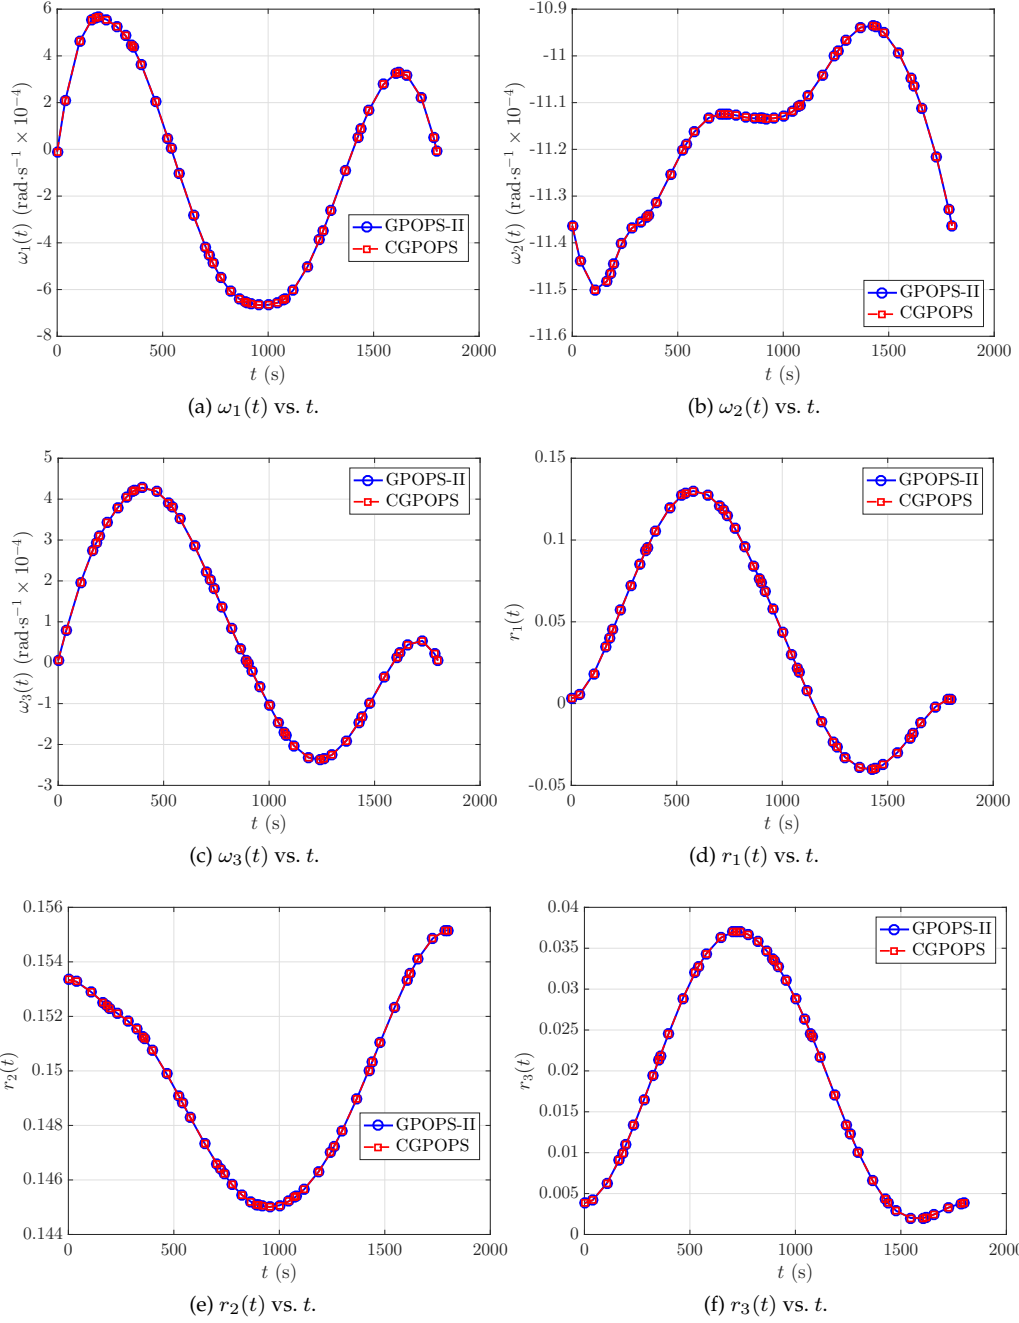 6
4
2
0
-2
-4
-6
-8
ω₁(t) (rad·s⁻¹ × 10⁻⁴)
GPOPS-II
CGPOPS
0 500 1000 1500 2000
t (s)
(a) ω₁(t) vs. t.
-10.9
-11
-11.1
-11.2
-11.3
-11.4
-11.5
-11.6
ω₂(t) (rad·s⁻¹ × 10⁻⁴)
GPOPS-II
CGPOPS
0 500 1000 1500 2000
t (s)
(b) ω₂(t) vs. t.
5
4
3
2
1
0
-1
-2
-3
ω₃(t) (rad·s⁻¹ × 10⁻⁴)
GPOPS-II
CGPOPS
0 500 1000 1500 2000
t (s)
(c) ω₃(t) vs. t.
0.15
0.1
0.05
0
-0.05
r₁(t)
GPOPS-II
CGPOPS
0 500 1000 1500 2000
t (s)
(d) r₁(t) vs. t.
0.156
0.154
0.152
0.15
0.148
0.146
0.144
r₂(t)
GPOPS-II
CGPOPS
0 500 1000 1500 2000
t (s)
(e) r₂(t) vs. t.
0.04
0.035
0.03
0.025
0.02
0.015
0.01
0.005
0
r₃(t)
GPOPS-II
CGPOPS
0 500 1000 1500 2000
t (s)
(f) r₃(t) vs. t.